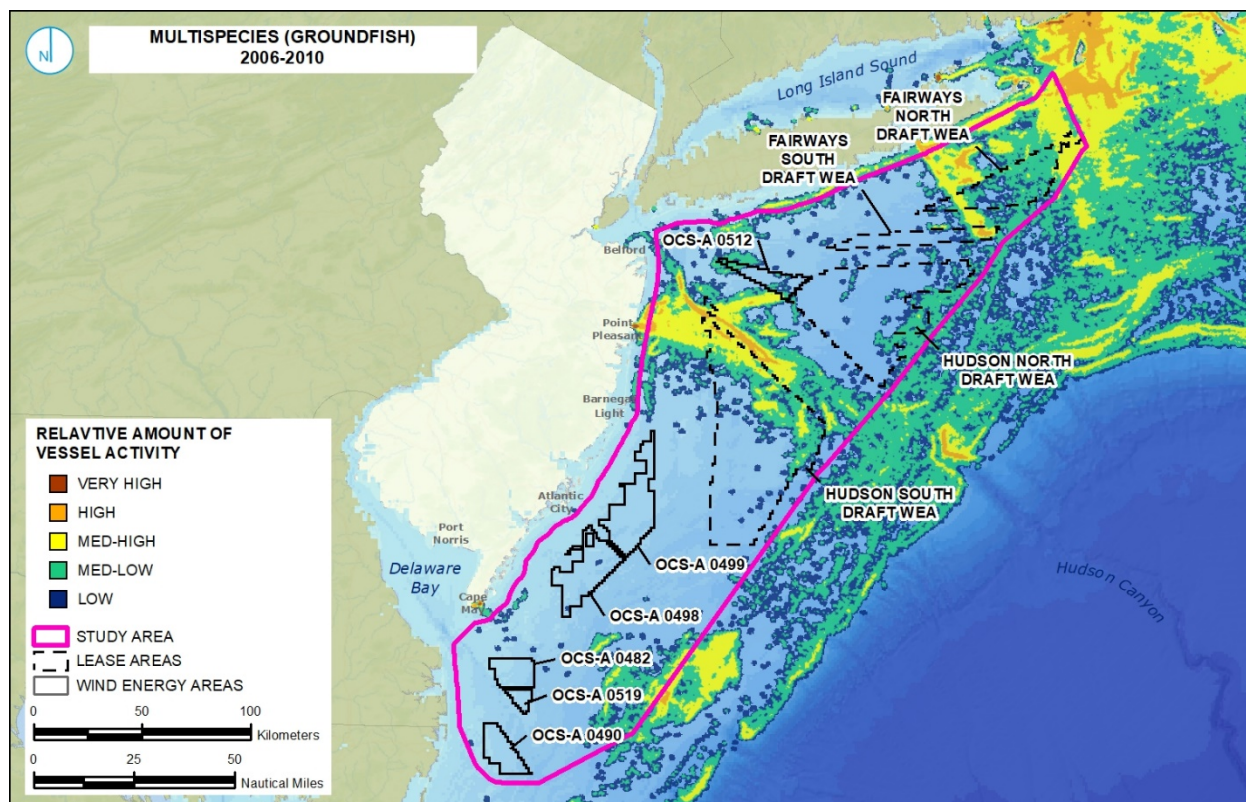 N
MULTISPECIES (GROUNDFISH)
2006-2010
Long Island Sound
FAIRWAYS
NORTH
DRAFT WEA
FAIRWAYS
SOUTH
DRAFT WEA
OCS-A 0512
Belford
Point
Pleasant
HUDSON NORTH
DRAFT WEA
Barnegat
Light
HUDSON SOUTH
DRAFT WEA
Atlantic
City
Port
Norris
Delaware
Bay
Cape
May
OCS-A 0499
OCS-A 0498
OCS-A 0482
OCS-A 0519
OCS-A 0490
Hudson Canyon
RELAVTIVE AMOUNT OF
VESSEL ACTIVITY
VERY HIGH
HIGH
MED-HIGH
MED-LOW
LOW
STUDY AREA
LEASE AREAS
WIND ENERGY AREAS
0 50 100
Kilometers
0 25 50
Nautical Miles